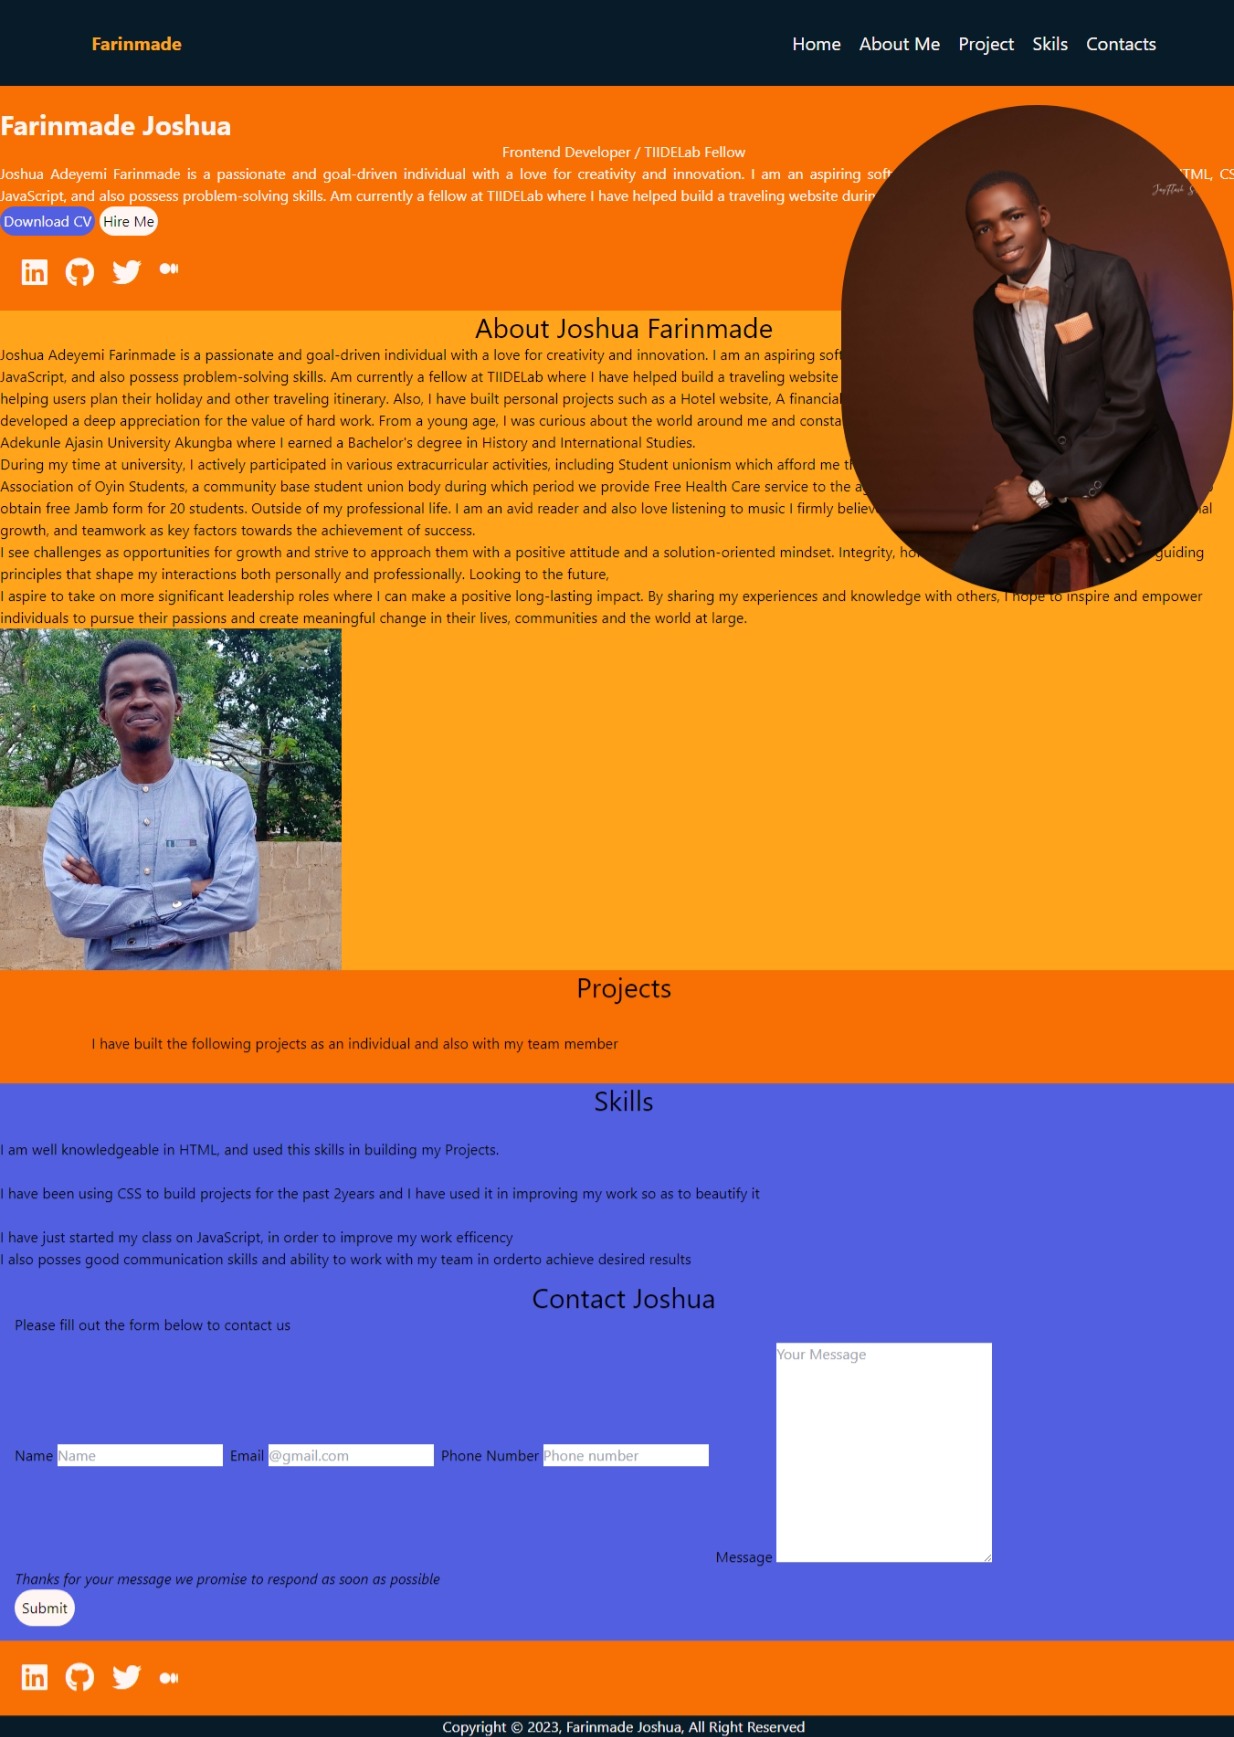 Farinmade
Home About Me Project Skils Contacts
Farinmade Joshua
Frontend Developer / TIIDELab Fellow
Joshua Adeyemi Farinmade is a passionate and goal-driven individual with a love for creativity and innovation. I am an aspiring
JavaScript, and also possess problem-solving skills. Am currently a fellow at TIIDELab where I have helped build a traveling website
Download CV Hire Me
About Joshua Farinmade
Joshua Adeyemi Farinmade is a passionate and goal-driven individual with a love for creativity and innovation. I am an aspiring
JavaScript, and also possess problem-solving skills. Am currently a fellow at TIIDELab where I have helped build a traveling website
helping users plan their holiday and other traveling itinerary. Also, I have built personal projects such as a Hotel website, A financial
developed a deep appreciation for the value of hard work. From a young age, I was curious about the world around me and
Adekunle Ajasin University Akungba where I earned a Bachelor's degree in History and International Studies.
During my time at university, I actively participated in various extracurricular activities, including Student unionism which afford me
Association of Oyin Students, a community base student union body during which period we provide Free Health Care service to the
obtain free Jamb form for 20 students. Outside of my professional life. I am an avid reader and also love listening to music I firmly
growth, and teamwork as key factors towards the achievement of success.
I see challenges as opportunities for growth and strive to approach them with a positive attitude and a solution-oriented mindset. Integrity, guiding
principles that shape my interactions both personally and professionally. Looking to the future,
I aspire to take on more significant leadership roles where I can make a positive long-lasting impact. By sharing my experiences and knowledge with others, I hope to inspire and empower
individuals to pursue their passions and create meaningful change in their lives, communities and the world at large.
Projects
I have built the following projects as an individual and also with my team member
Skills
I am well knowledgeable in HTML, and used this skills in building my Projects.
I have been using CSS to build projects for the past 2years and I have used it in improving my work so as to beautify it
I have just started my class on JavaScript, in order to improve my work efficency
I also posses good communication skills and ability to work with my team in orderto achieve desired results
Contact Joshua
Please fill out the form below to contact us
Your Message
Name Name Email @gmail.com Phone Number Phone number
Message
Thanks for your message we promise to respond as soon as possible
Submit
Copyright © 2023, Farinmade Joshua, All Right Reserved